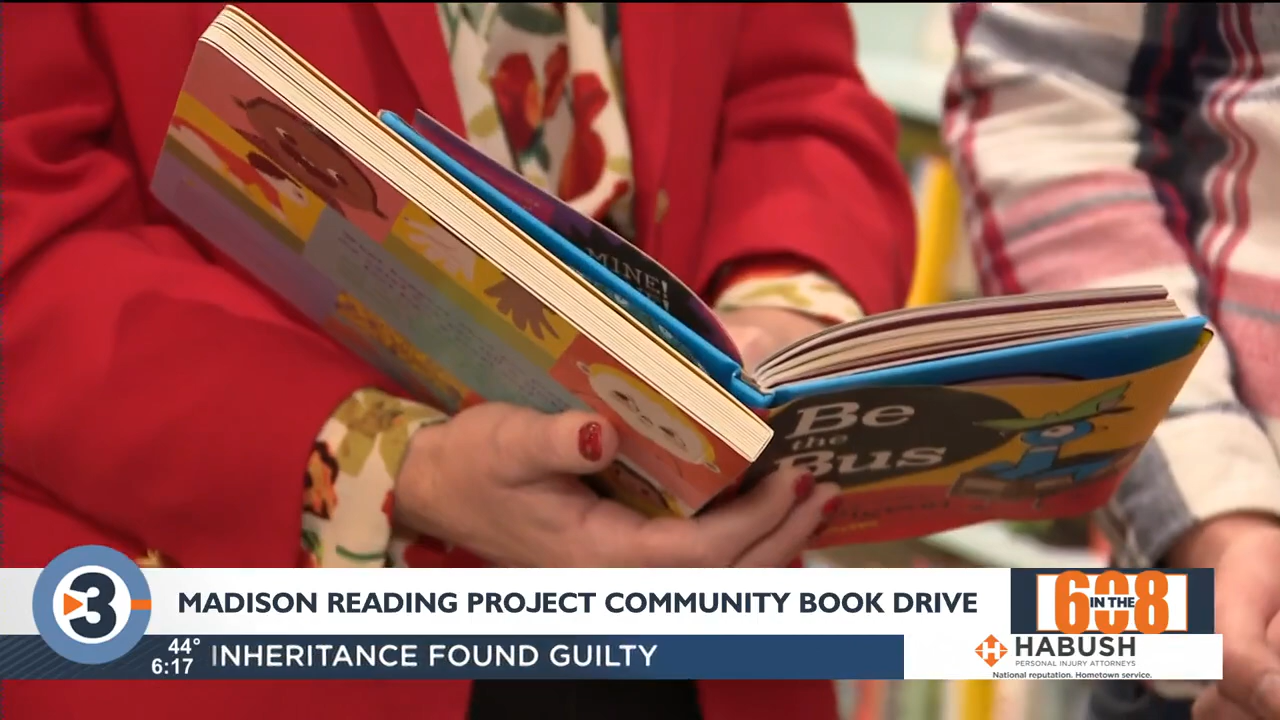 MINE!
Be
the
Bus
3
MADISON READING PROJECT COMMUNITY BOOK DRIVE
608
IN THE
44°
6:17
INHERITANCE FOUND GUILTY
HABUSH
PERSONAL INJURY ATTORNEYS
National reputation. Hometown service.